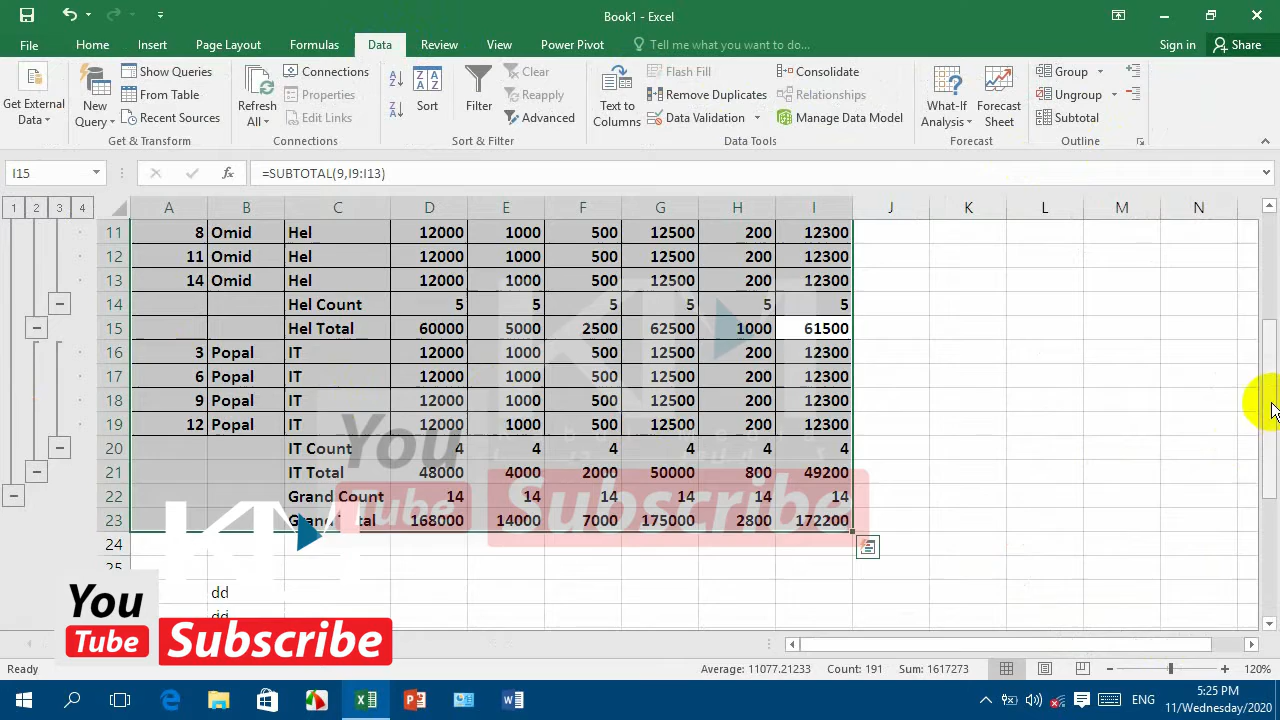 Book1 - Excel
File Home Insert Page Layout Formulas Data Review View Power Pivot Tell me what you want to do... Sign in Share
Get External Data
New Query
Show Queries
From Table
Recent Sources
Get & Transform
Refresh All
Connections
Properties
Edit Links
Connections
Sort
Filter
Clear
Reapply
Advanced
Sort & Filter
Text to Columns
Flash Fill
Remove Duplicates
Data Validation
Consolidate
Relationships
Manage Data Model
Data Tools
What-If Analysis
Forecast Sheet
Forecast
Group
Ungroup
Subtotal
Outline
I15 fx =SUBTOTAL(9,I9:I13)
1 2 3 4 A B C D E F G H I J K L M N
11 8 Omid Hel 12000 1000 500 12500 200 12300
12 11 Omid Hel 12000 1000 500 12500 200 12300
13 14 Omid Hel 12000 1000 500 12500 200 12300
14 Hel Count 5 5 5 5 5 5
15 Hel Total 60000 5000 2500 62500 1000 61500
16 3 Popal IT 12000 1000 500 12500 200 12300
17 6 Popal IT 12000 1000 500 12500 200 12300
18 9 Popal IT 12000 1000 500 12500 200 12300
19 12 Popal IT 12000 1000 500 12500 200 12300
20 IT Count 4 4 4 4 4 4
21 IT Total 48000 4000 2000 50000 800 49200
22 Grand Count 14 14 14 14 14 14
23 Grand Total 168000 14000 7000 175000 2800 172200
24
25
dd
dd
KM
You Tube Subscribe
You Tube Subscribe
Ready Average: 11077.21233 Count: 191 Sum: 1617273 120%
ENG 5:25 PM
11/Wednesday/2020